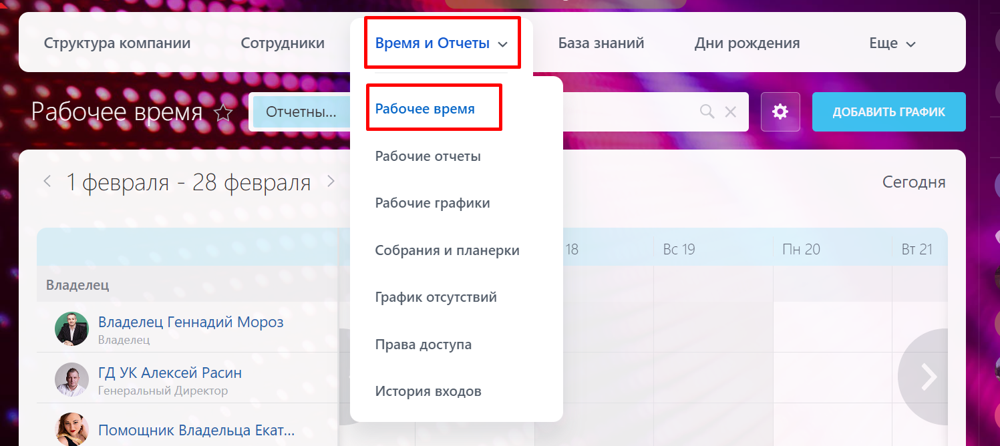 Структура компании
Сотрудники
Время и Отчеты
База знаний
Дни рождения
Еще
Рабочее время
Отчетны...
ДОБАВИТЬ ГРАФИК
Рабочее время
Рабочие отчеты
Рабочие графики
Собрания и планерки
График отсутствий
Права доступа
История входов
1 февраля - 28 февраля
Сегодня
18
Вс 19
Пн 20
Вт 21
Владелец
Владелец Геннадий Мороз
Владелец
ГД УК Алексей Расин
Генеральный Директор
Помощник Владельца Екат...